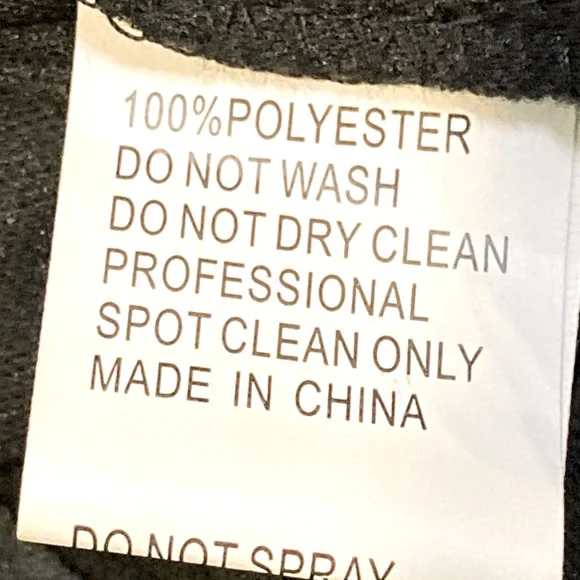 100%POLYESTER
DO NOT WASH
DO NOT DRY CLEAN
PROFESSIONAL
SPOT CLEAN ONLY
MADE IN CHINA
DO NOT SPRAY